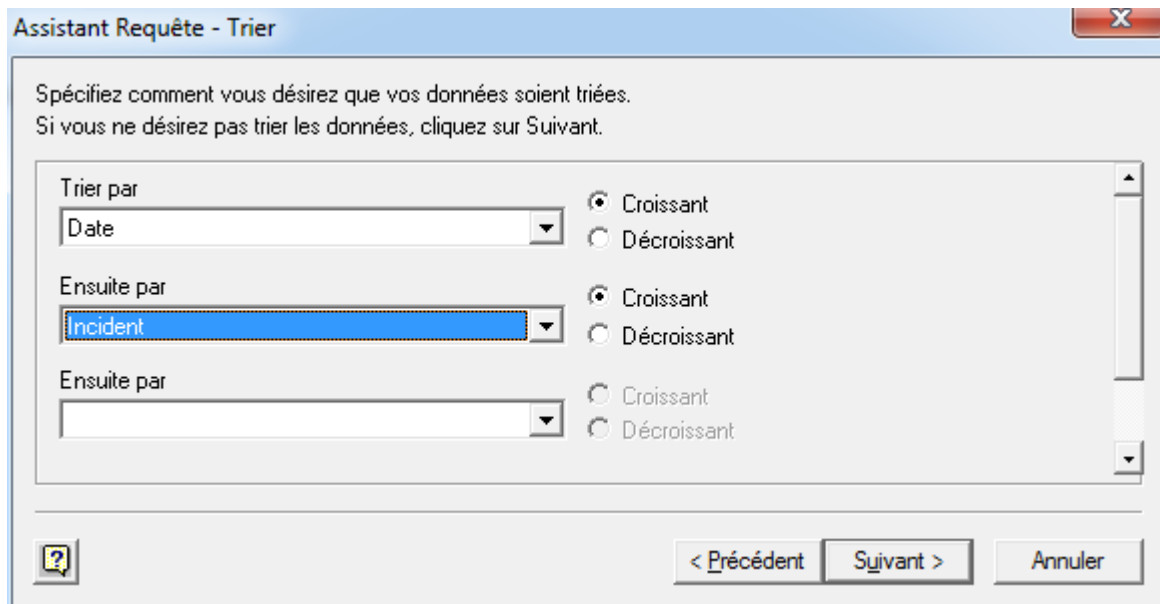 Assistant Requête - Trier
Spécifiez comment vous désirez que vos données soient triées.
Si vous ne désirez pas trier les données, cliquez sur Suivant.
Trier par
Date
Croissant
Décroissant
Ensuite par
Incident
Croissant
Décroissant
Ensuite par
Croissant
Décroissant
?
< Précédent
Suivant >
Annuler